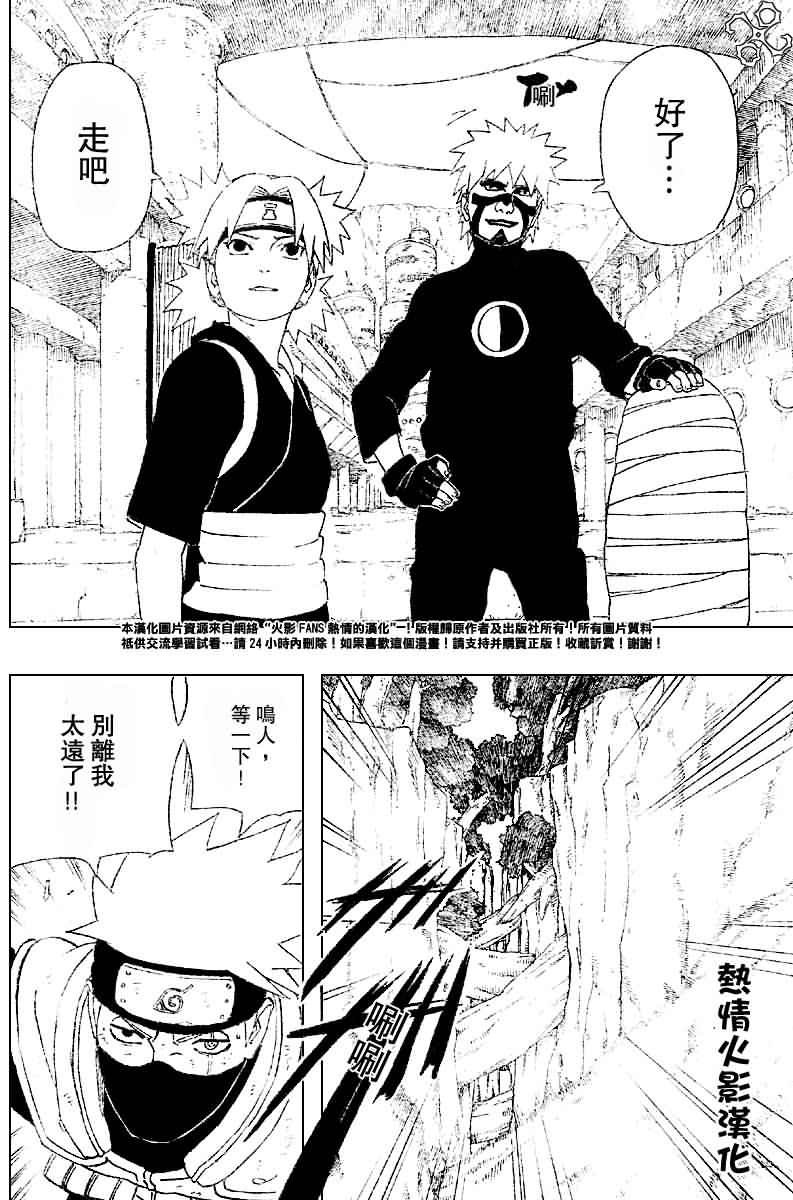 好了…
唰
走吧
本漢化圖片資源來自網絡 “火影FANS熱情的漢化”—! 版權歸原作者及出版社所有! 所有圖片質料
祗供交流學習試看…請24小時內刪除! 如果喜歡這個漫畫! 請支持并購買正版! 收藏訢賞! 謝謝!
唰唰
熱情火影漢化
鳴人，
等一下!
別離我
太遠了!!